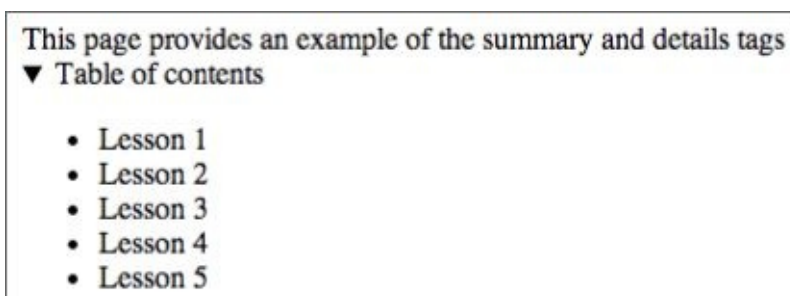 This page provides an example of the summary and details tags
▼ Table of contents
• Lesson 1
• Lesson 2
• Lesson 3
• Lesson 4
• Lesson 5